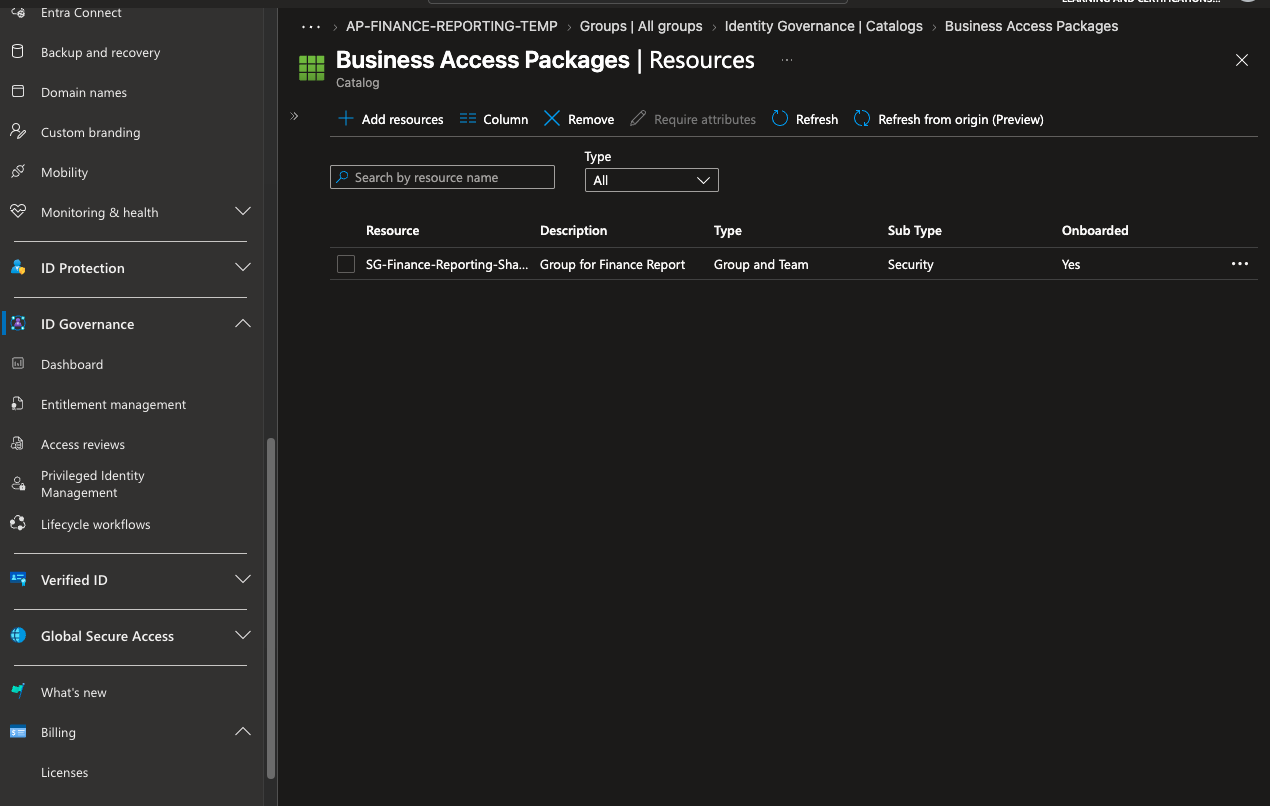 LEARNING AND CERTIFICATIONS...
Entra Connect
Backup and recovery
Domain names
Custom branding
Mobility
Monitoring & health
ID Protection
ID Governance
Dashboard
Entitlement management
Access reviews
Privileged Identity
Management
Lifecycle workflows
Verified ID
Global Secure Access
What's new
Billing
Licenses
... > AP-FINANCE-REPORTING-TEMP > Groups | All groups > Identity Governance | Catalogs > Business Access Packages
Business Access Packages | Resources ...
Catalog
Add resources Column Remove Require attributes Refresh Refresh from origin (Preview)
Type
Search by resource name All
Resource Description Type Sub Type Onboarded
SG-Finance-Reporting-Sha... Group for Finance Report Group and Team Security Yes ...